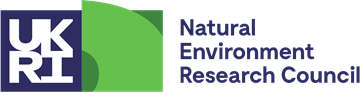 UK
RI
Natural
Environment
Research Council